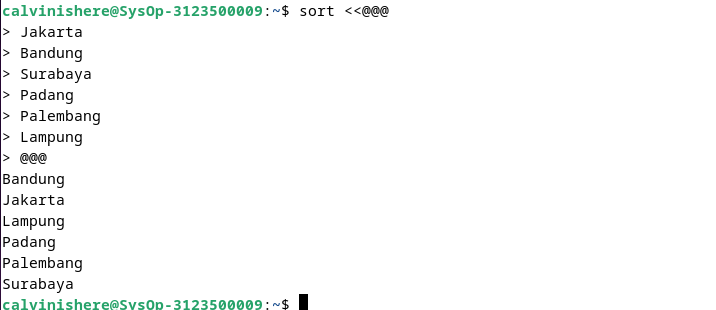 calvinishere@SysOp-3123500009:~$ sort <<@@@
> Jakarta
> Bandung
> Surabaya
> Padang
> Palembang
> Lampung
> @@@
Bandung
Jakarta
Lampung
Padang
Palembang
Surabaya
calvinishere@SysOp-3123500009:~$